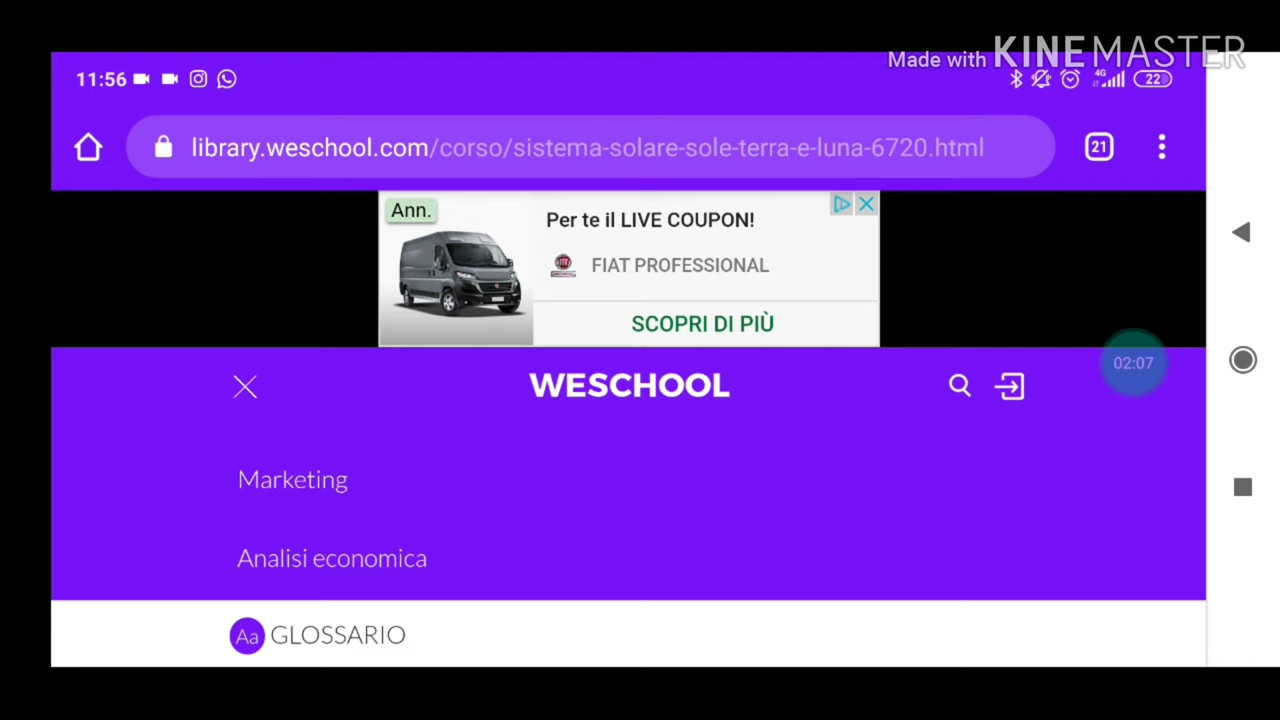 Made with KINEMASTER
11:56
4G
22
library.weschool.com/corso/sistema-solare-sole-terra-e-luna-6720.html
21
Ann.
Per te il LIVE COUPON!
FIAT PROFESSIONAL
SCOPRI DI PIÙ
02:07
WESCHOOL
Marketing
Analisi economica
Aa GLOSSARIO